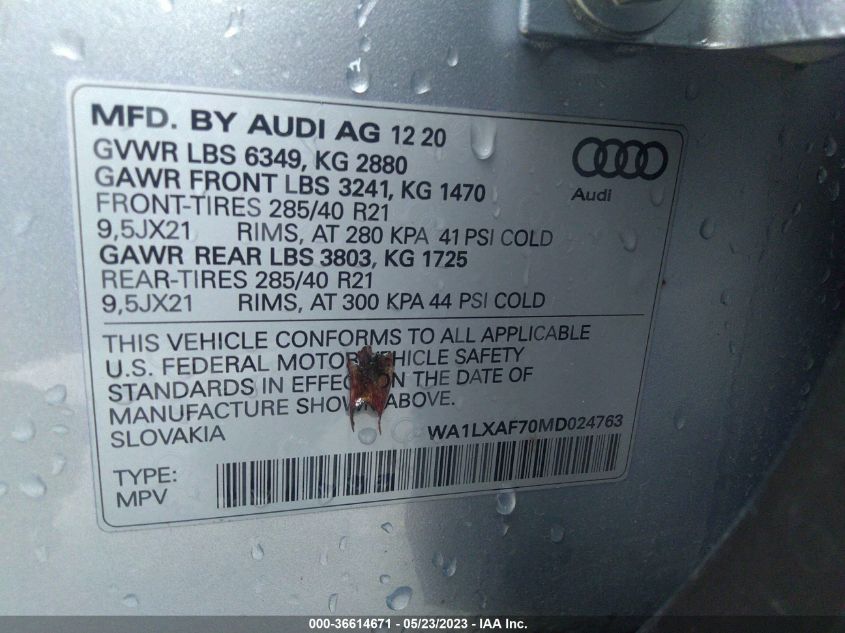 MFD. BY AUDI AG 12 20
GVWR LBS 6349, KG 2880
GAWR FRONT LBS 3241, KG 1470
FRONT-TIRES 285/40 R21
9,5JX21 RIMS, AT 280 KPA 41 PSI COLD
GAWR REAR LBS 3803, KG 1725
REAR-TIRES 285/40 R21
9,5JX21 RIMS, AT 300 KPA 44 PSI COLD
Audi
THIS VEHICLE CONFORMS TO ALL APPLICABLE
U.S. FEDERAL MOTOR VEHICLE SAFETY
STANDARDS IN EFFECT ON THE DATE OF
MANUFACTURE SHOWN ABOVE.
SLOVAKIA WA1LXAF70MD024763
TYPE:
MPV
000-36614671 - 05/23/2023 - IAAI.com